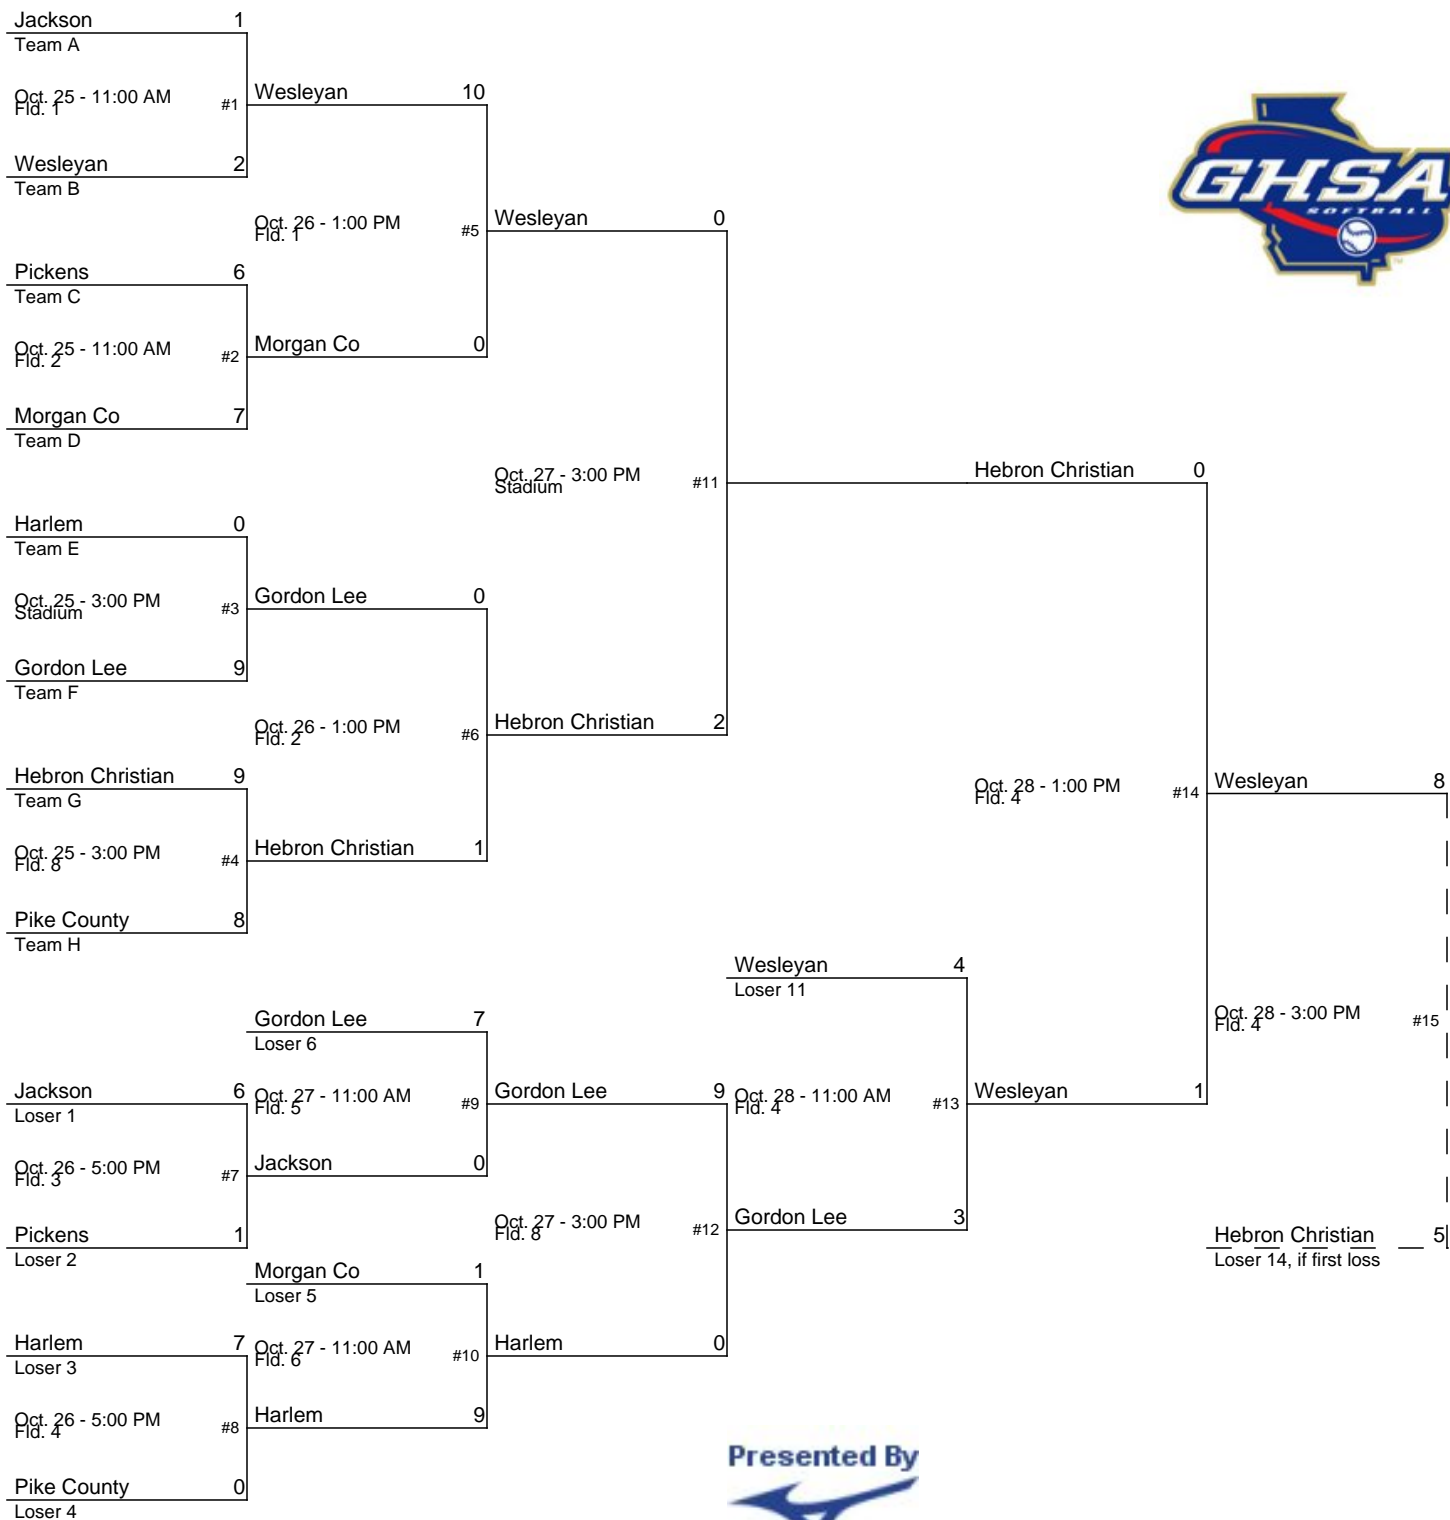 Jackson 1
Team A
Oct. 25 - 11:00 AM
Fld. 1
#1
Wesleyan 10
Wesleyan 2
Team B
Oct. 26 - 1:00 PM
Fld. 1
#5
Wesleyan 0
GHSA
SOFTBALL
TM
Pickens 6
Team C
Oct. 25 - 11:00 AM
Fld. 2
#2
Morgan Co 0
Morgan Co 7
Team D
Oct. 27 - 3:00 PM
Stadium
#11
Hebron Christian 0
Harlem 0
Team E
Oct. 25 - 3:00 PM
Stadium
#3
Gordon Lee 0
Gordon Lee 9
Team F
Oct. 26 - 1:00 PM
Fld. 2
#6
Hebron Christian 2
Hebron Christian 9
Team G
Oct. 25 - 3:00 PM
Fld. 8
#4
Hebron Christian 1
Pike County 8
Team H
Oct. 28 - 1:00 PM
Fld. 4
#14
Wesleyan 8
Wesleyan 4
Loser 11
Gordon Lee 7
Loser 6
Oct. 28 - 3:00 PM
Fld. 4
#15
Jackson 6
Loser 1
Oct. 27 - 11:00 AM
Fld. 5
#9
Gordon Lee 9
Oct. 28 - 11:00 AM
Fld. 4
#13
Wesleyan 1
Oct. 26 - 5:00 PM
Fld. 3
#7
Jackson 0
Pickens 1
Loser 2
Oct. 27 - 3:00 PM
Fld. 8
#12
Gordon Lee 3
Hebron Christian 5
Loser 14, if first loss
Morgan Co 1
Loser 5
Harlem 7
Loser 3
Oct. 27 - 11:00 AM
Fld. 6
#10
Harlem 0
Oct. 26 - 5:00 PM
Fld. 4
#8
Harlem 9
Pike County 0
Loser 4
Presented By